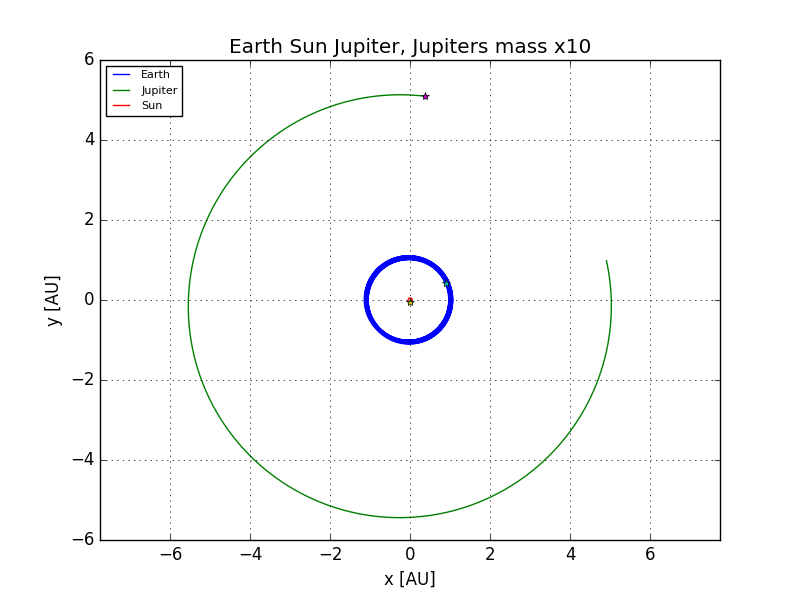 Earth Sun Jupiter, Jupiters mass x10
6
4
2
0
−2
−4
−6
y [AU]
Earth
Jupiter
Sun
−6 −4 −2 0 2 4 6
x [AU]